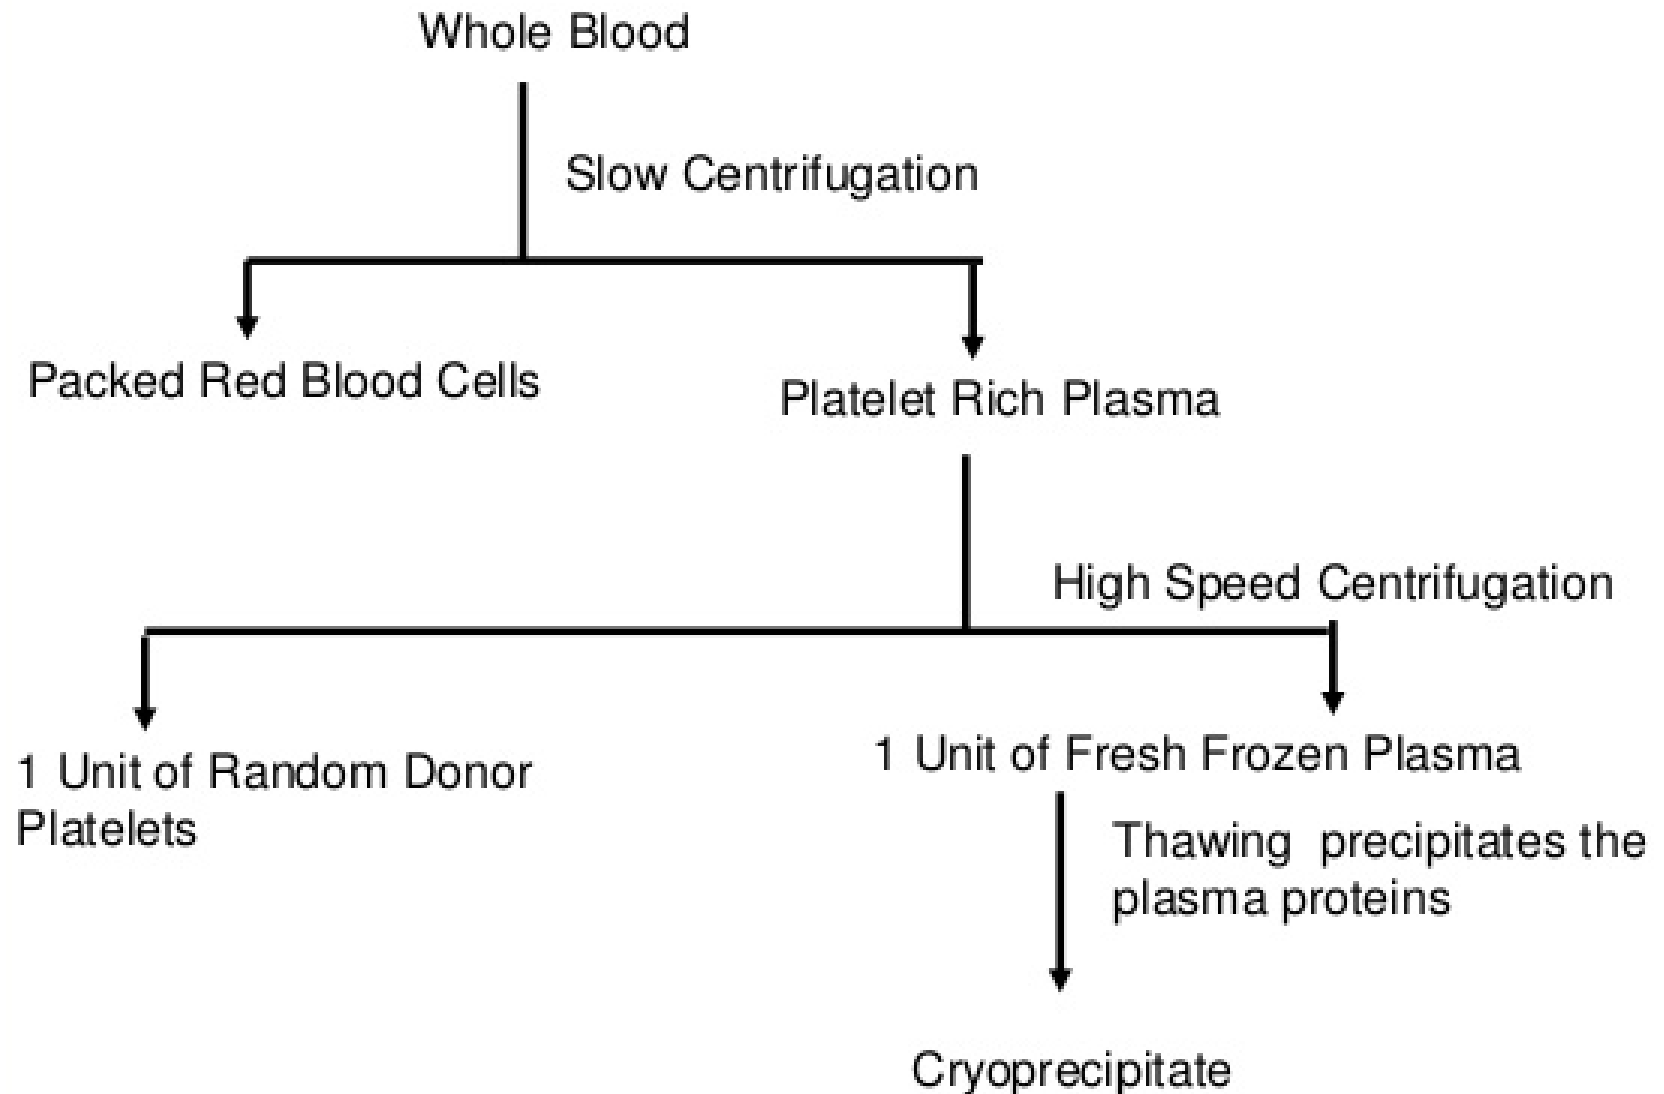 Whole Blood
Slow Centrifugation
Packed Red Blood Cells
Platelet Rich Plasma
High Speed Centrifugation
1 Unit of Random Donor
Platelets
1 Unit of Fresh Frozen Plasma
Thawing precipitates the
plasma proteins
Cryoprecipitate